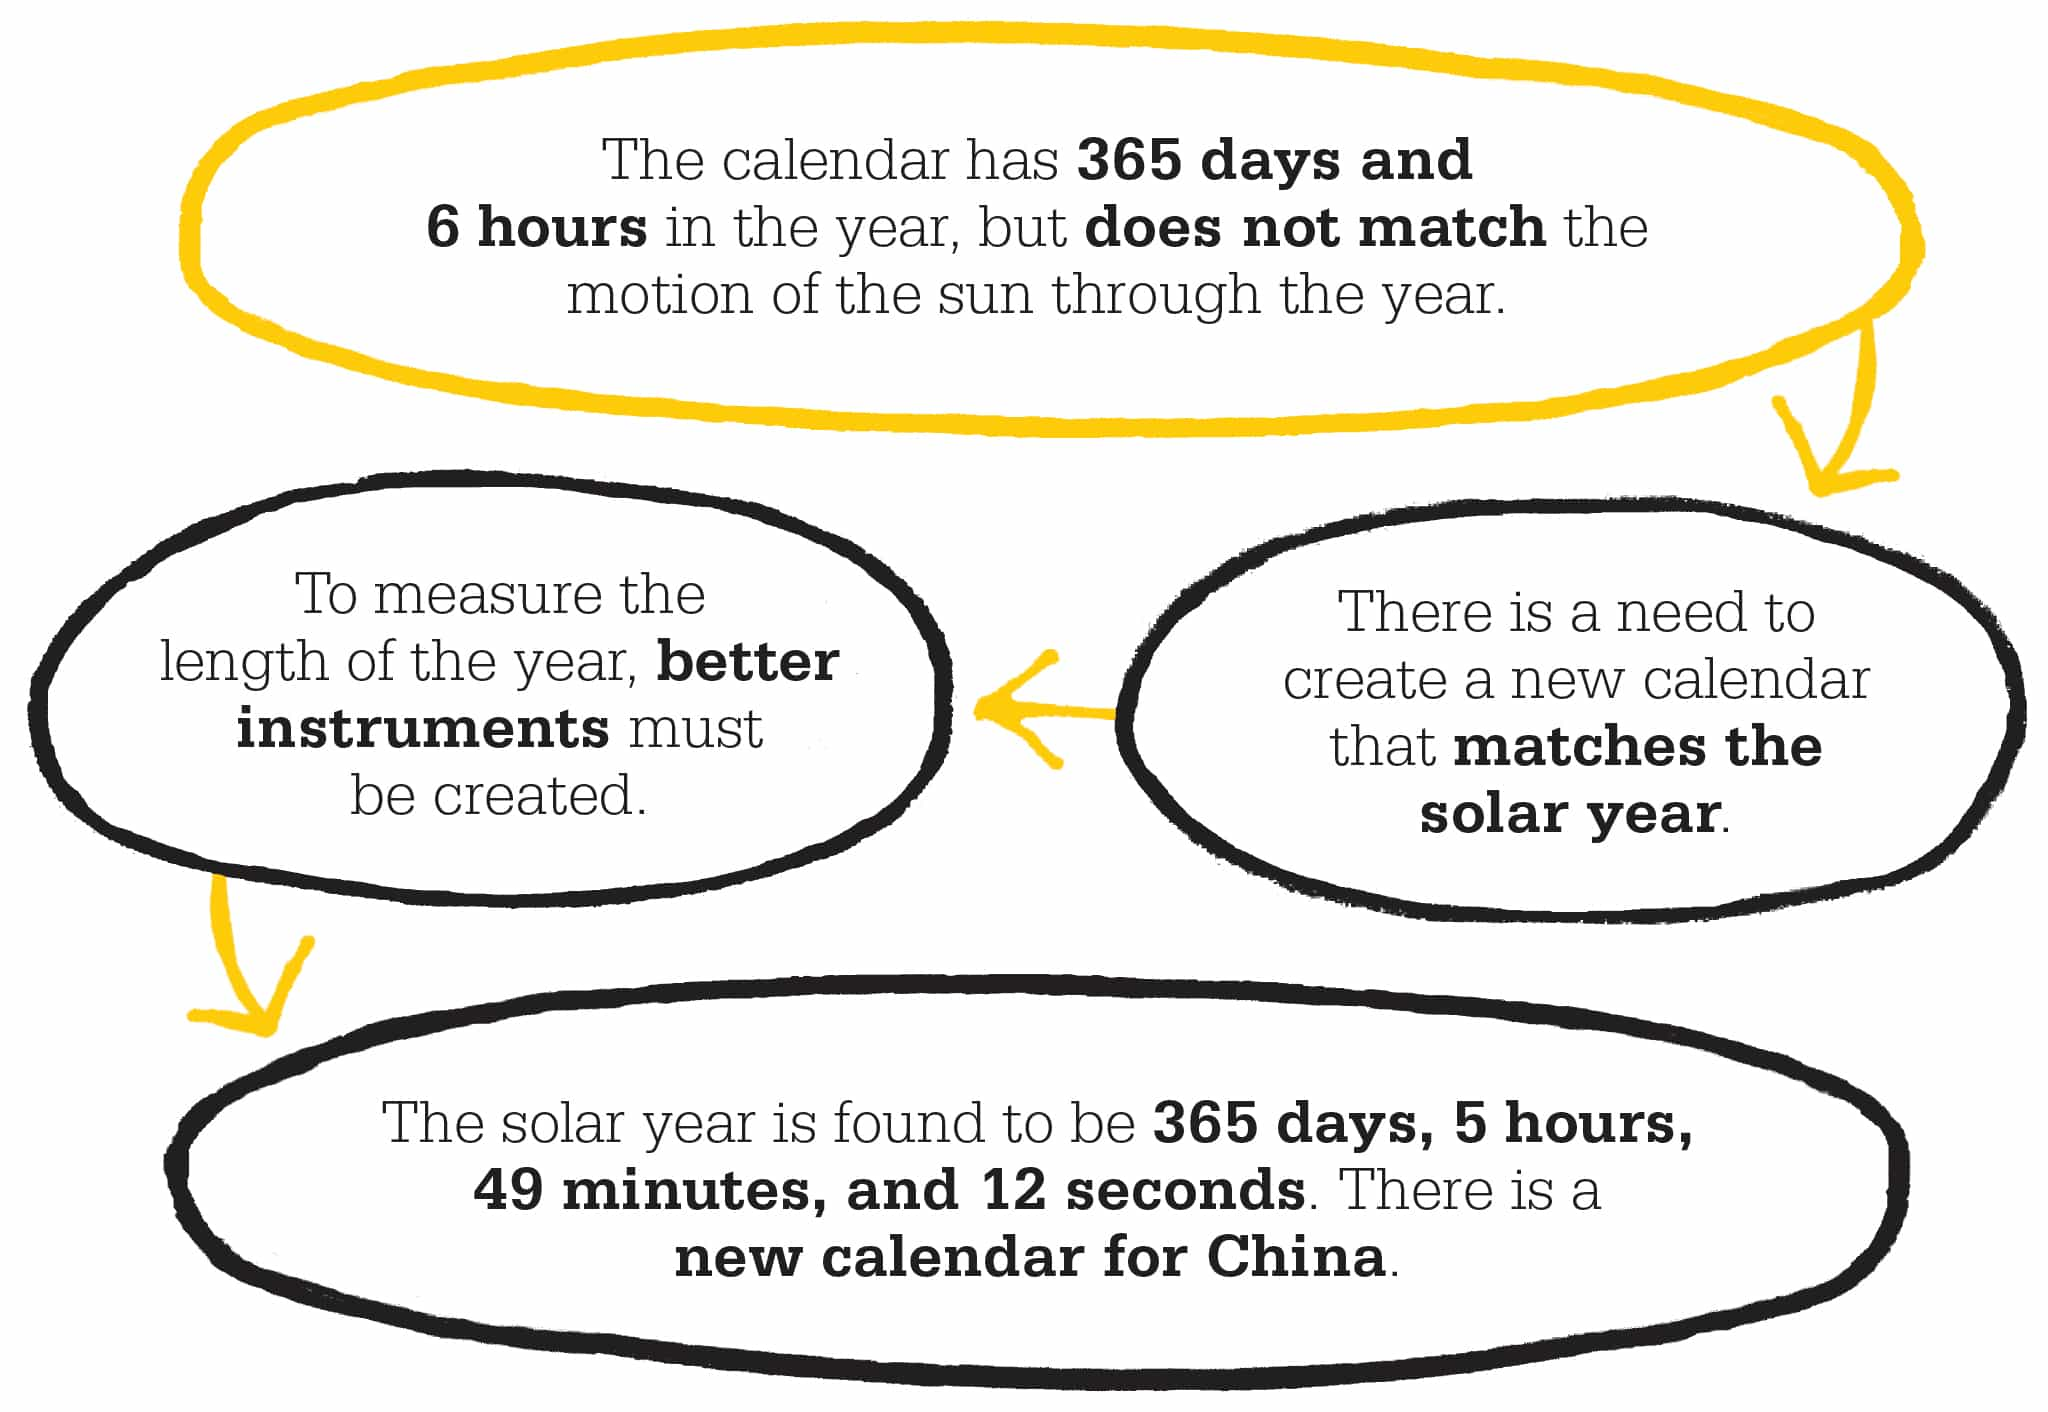 The calendar has 365 days and
6 hours in the year, but does not match the
motion of the sun through the year.
There is a need to
create a new calendar
that matches the
solar year.
To measure the
length of the year, better
instruments must
be created.
The solar year is found to be 365 days, 5 hours,
49 minutes, and 12 seconds. There is a
new calendar for China.